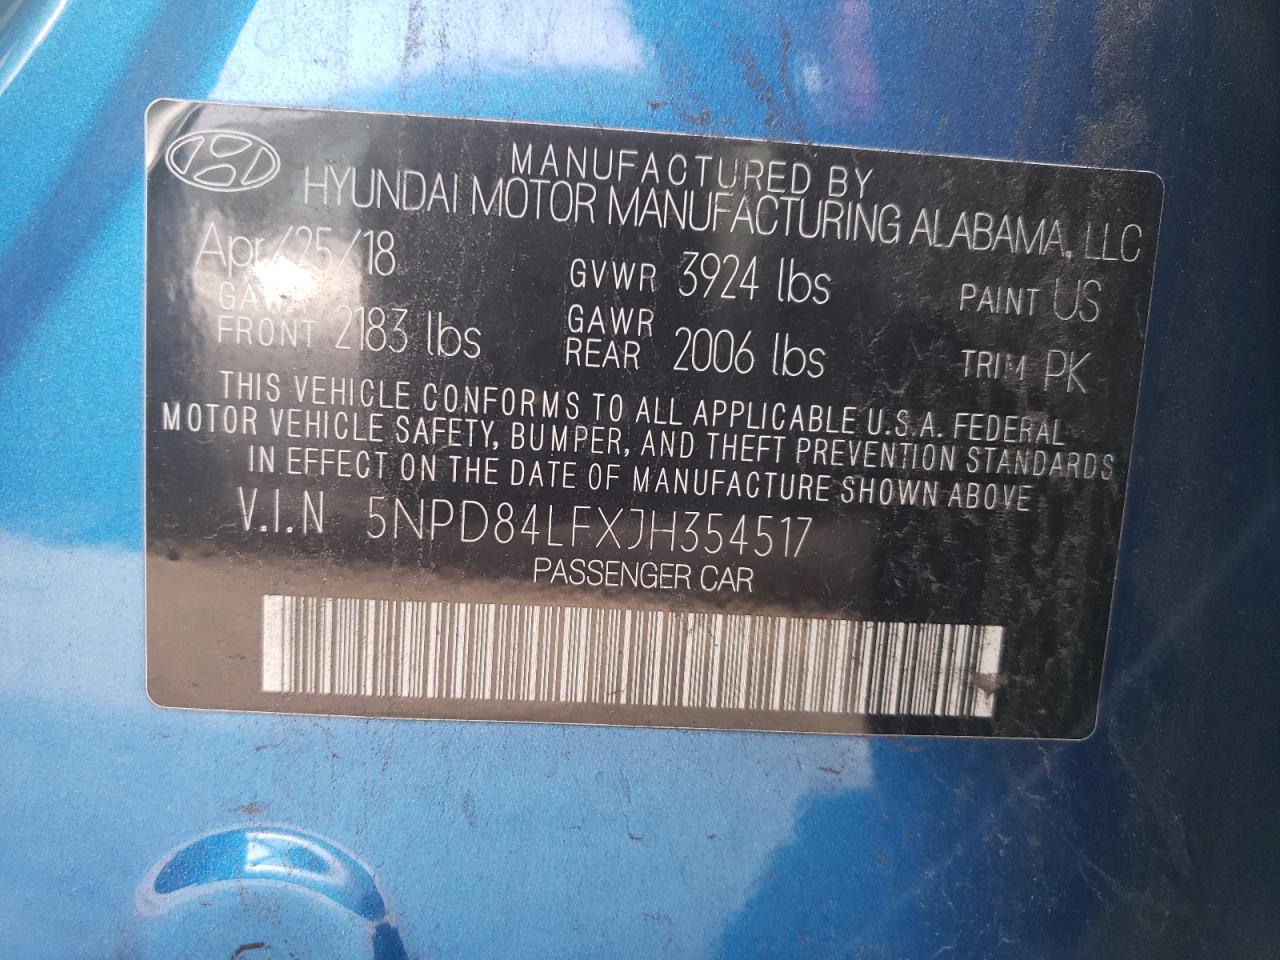 MANUFACTURED BY
HYUNDAI MOTOR MANUFACTURING ALABAMA, LLC
Apr/25/18 GVWR 3924 lbs PAINT US
GAWR FRONT 2183 lbs GAWR REAR 2006 lbs TRIM PK
THIS VEHICLE CONFORMS TO ALL APPLICABLE U.S.A. FEDERAL
MOTOR VEHICLE SAFETY, BUMPER, AND THEFT PREVENTION STANDARDS
IN EFFECT ON THE DATE OF MANUFACTURE SHOWN ABOVE
V.I.N 5NPD84LFXJH354517
PASSENGER CAR